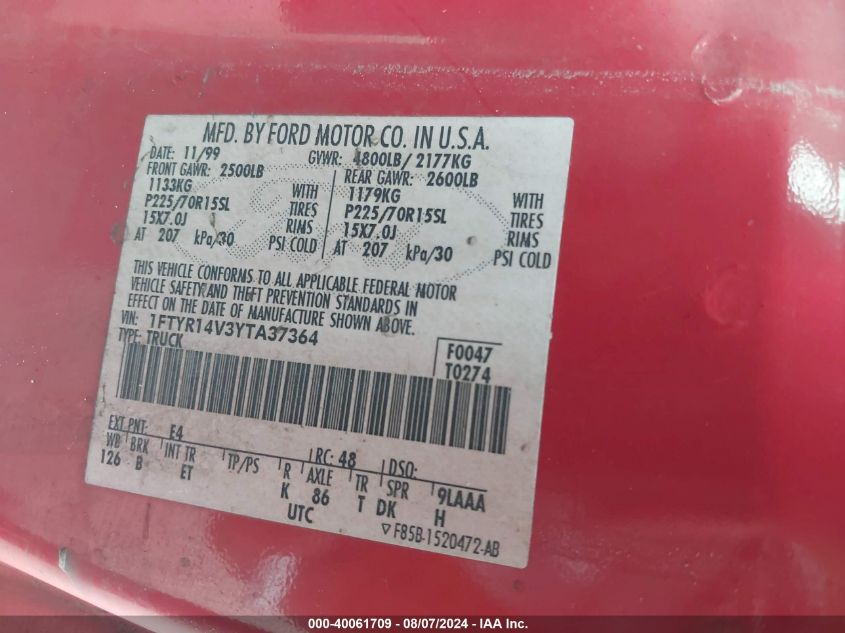 MFD. BY FORD MOTOR CO. IN U.S.A.
DATE: 11/99 GVWR: 4800LB / 2177KG
FRONT GAWR: 2500LB REAR GAWR: 2600LB
1133KG WITH 1179KG WITH
P225/70R15SL TIRES P225/70R15SL TIRES
15X7.0J RIMS 15X7.0J RIMS
AT 207 kPa/30 PSI COLD AT 207 kPa/30 PSI COLD
THIS VEHICLE CONFORMS TO ALL APPLICABLE FEDERAL MOTOR
VEHICLE SAFETY AND THEFT PREVENTION STANDARDS IN
EFFECT ON THE DATE OF MANUFACTURE SHOWN ABOVE.
VIN: 1FTYR14V3YTA37364
TYPE: TRUCK
F0047
T0274
EXT PNT: E4 RC: 48 DSO:
WB BRK INT TR TP/PS R AXLE TR SPR 9LAAA
126 B ET K 86 T DK H
UTC
▽F85B-1520472-AB
000-40061709 - 08/07/2024 - IAA Inc.